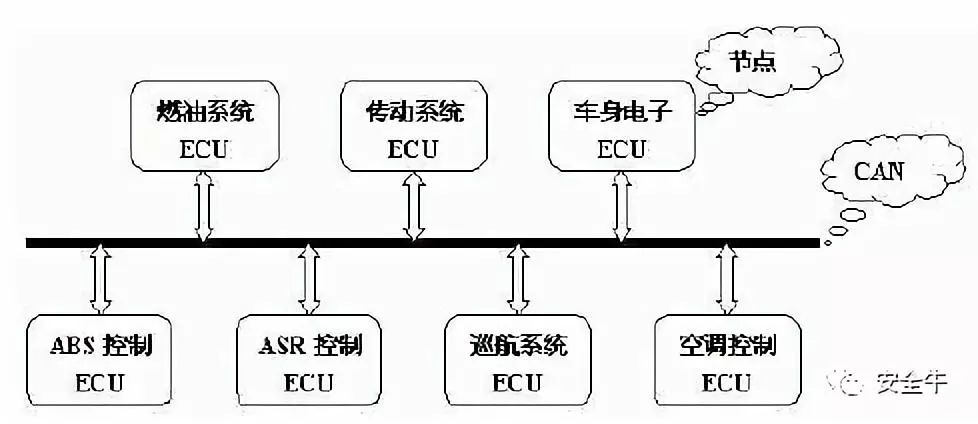 节点
燃油系统
ECU
传动系统
ECU
车身电子
ECU
CAN
ABS 控制
ECU
ASR 控制
ECU
巡航系统
ECU
空调控制
ECU
安全牛